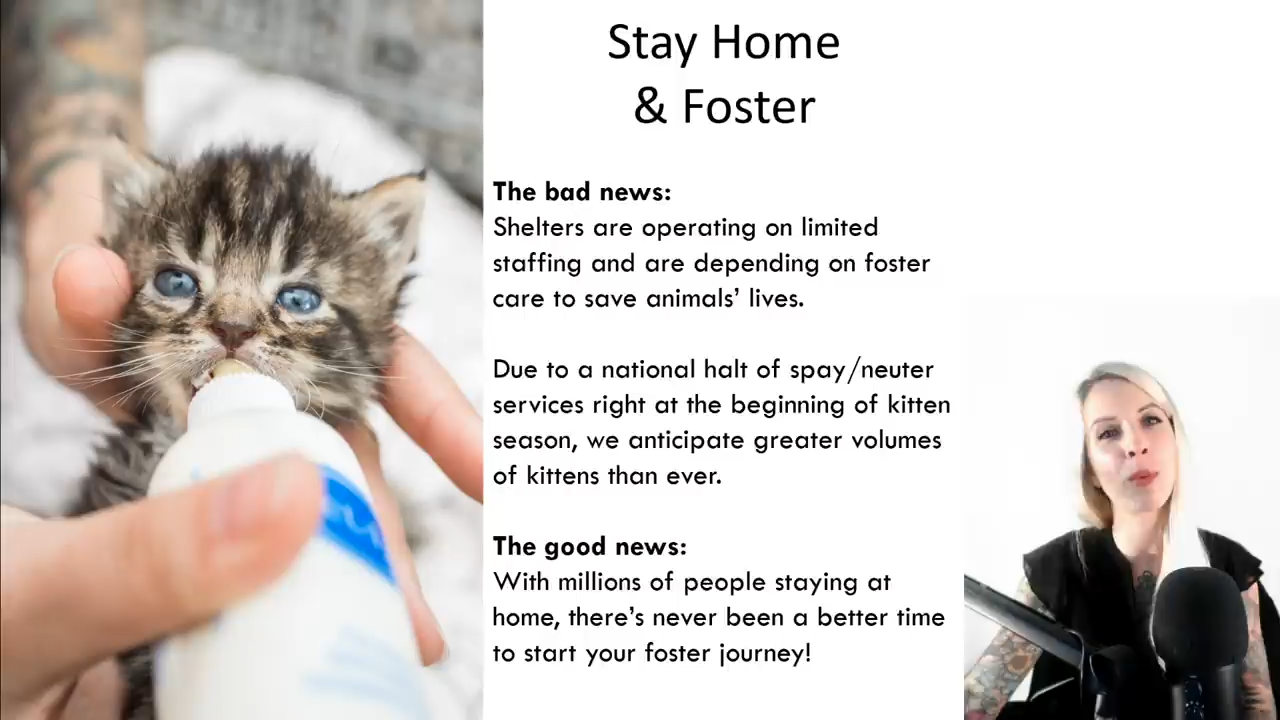 Stay Home
& Foster
The bad news:
Shelters are operating on limited
staffing and are depending on foster
care to save animals’ lives.
Due to a national halt of spay/neuter
services right at the beginning of kitten
season, we anticipate greater volumes
of kittens than ever.
The good news:
With millions of people staying at
home, there’s never been a better time
to start your foster journey!